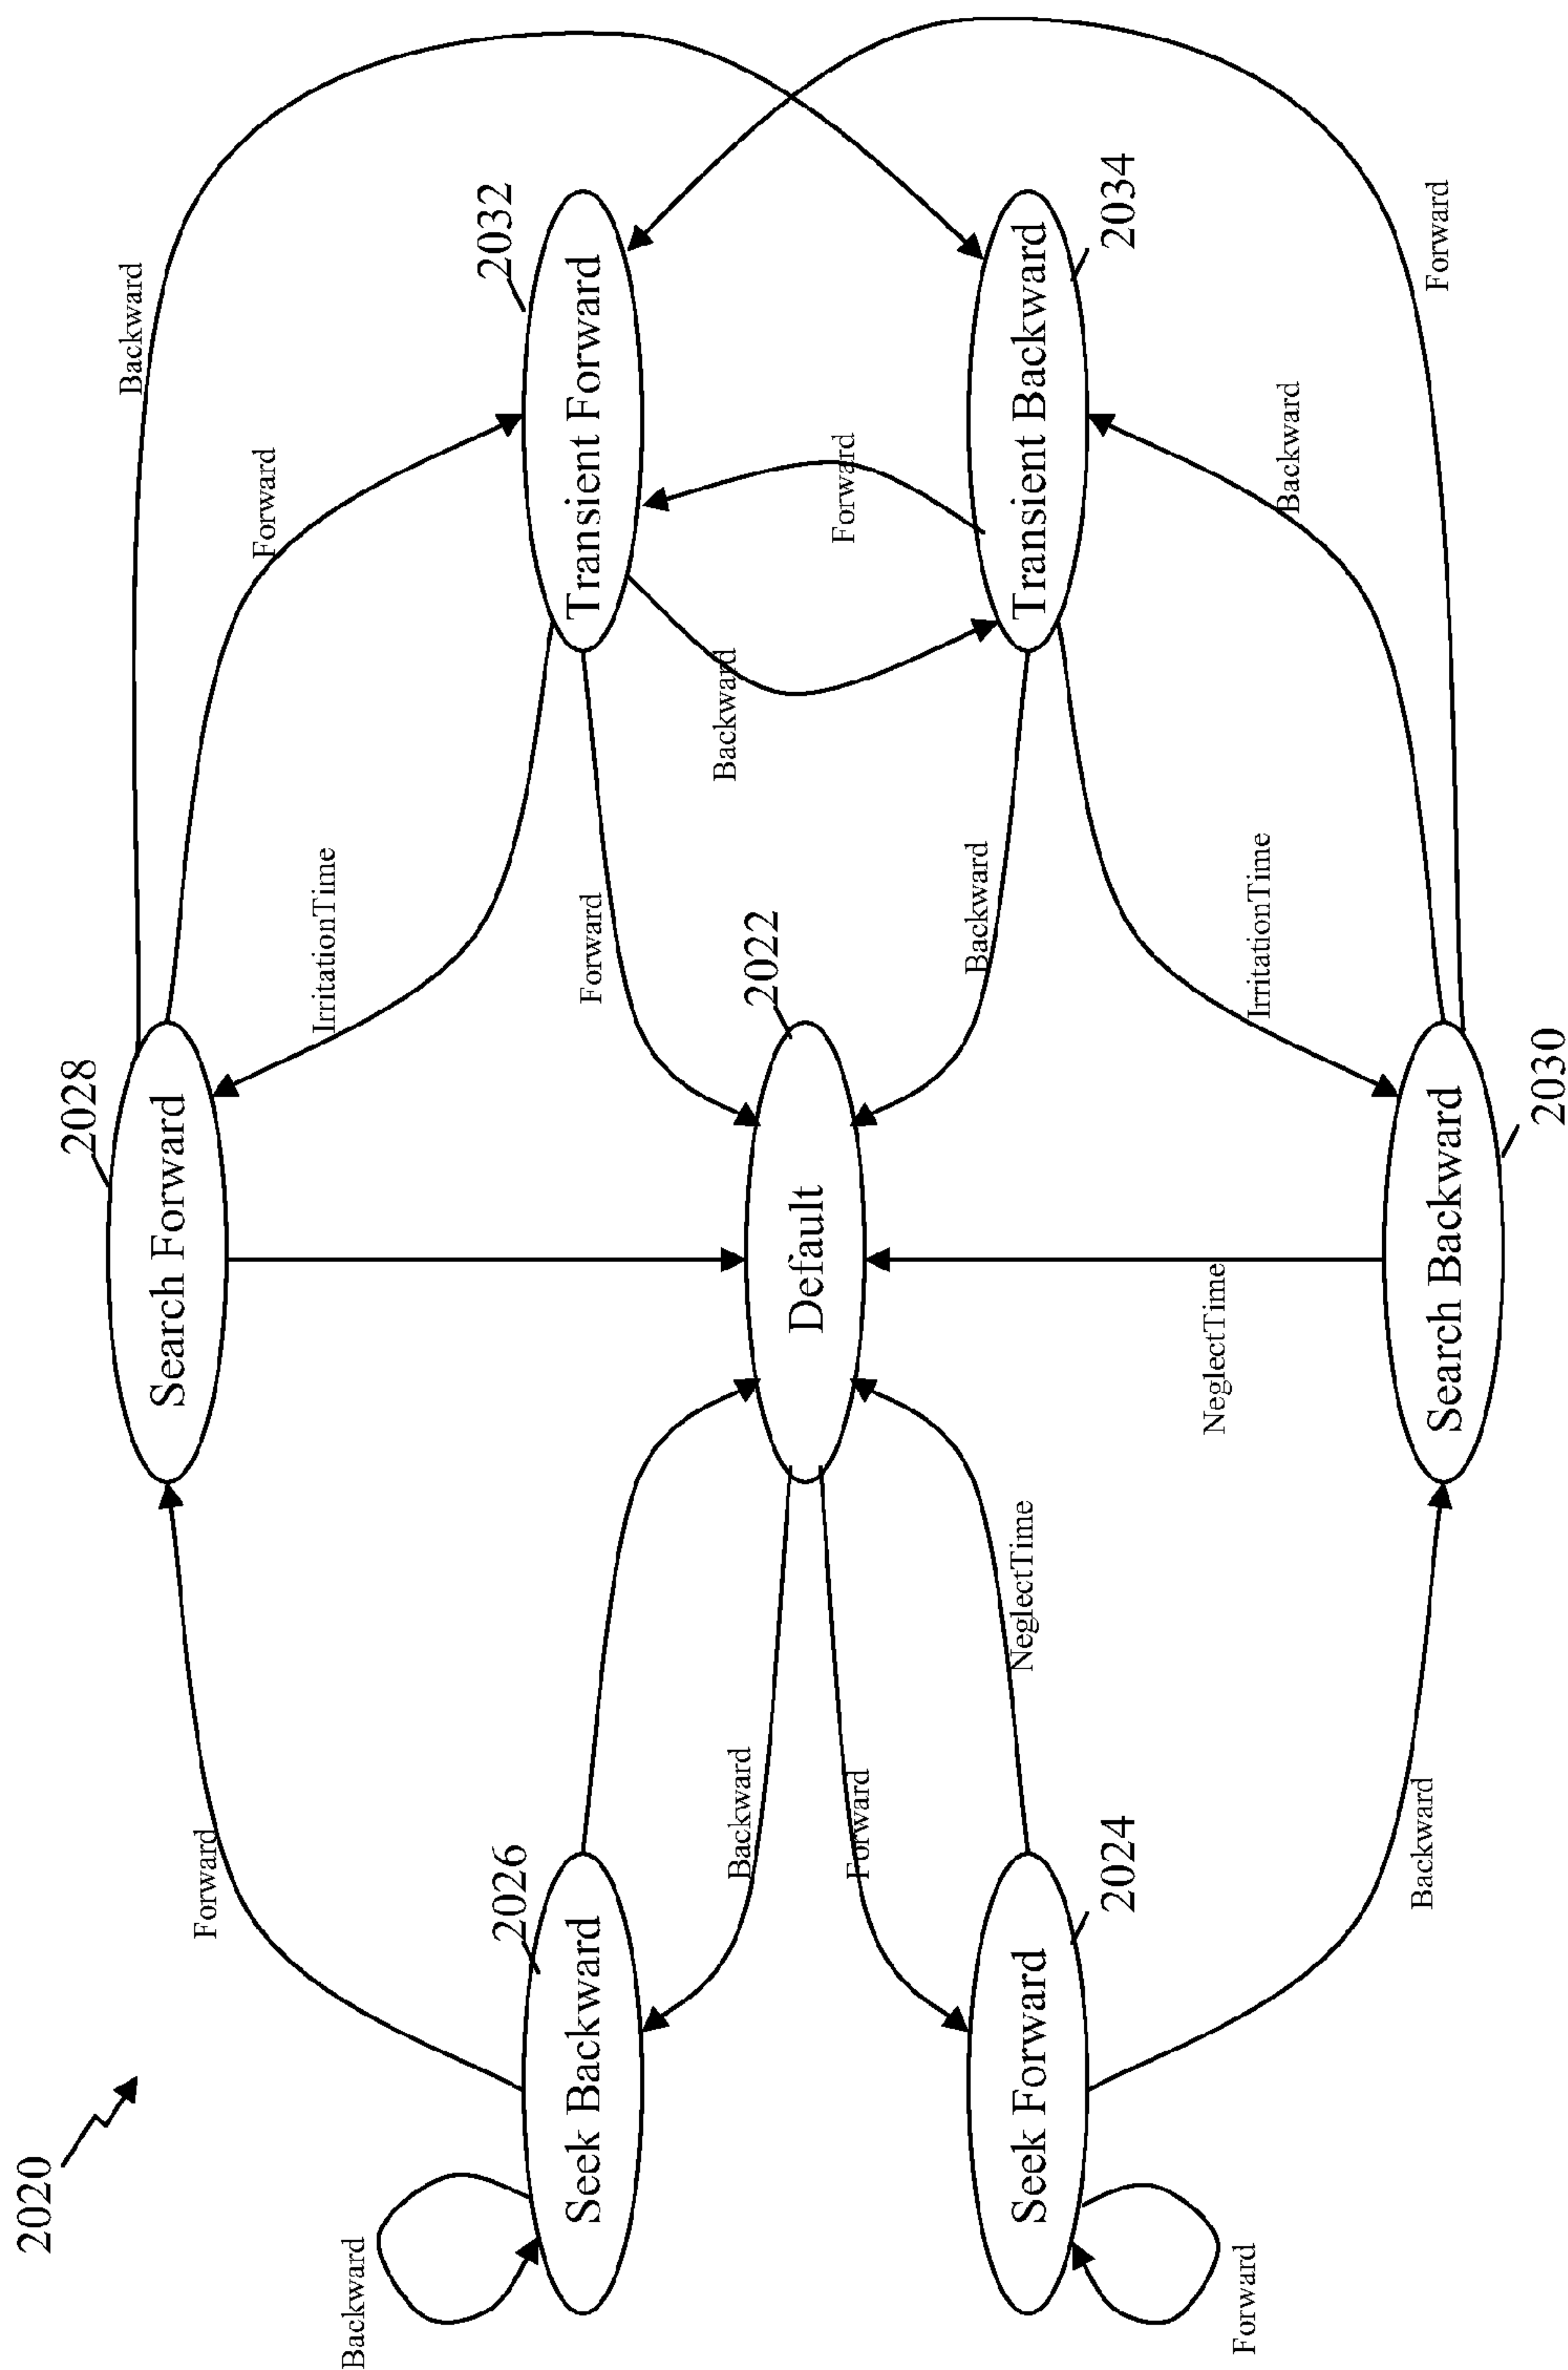 2020
Backward
Seek Backward
2026
Forward
Seek Forward
2024
Forward
Backward
Forward
Backward
NeglectTime
Search Forward
2028
Default
2022
NeglectTime
Search Backward
2030
IrritationTime
Forward
Backward
IrritationTime
Backward
Forward
Forward
Backward
Transient Forward
2032
Transient Backward
2034
Backward
Forward